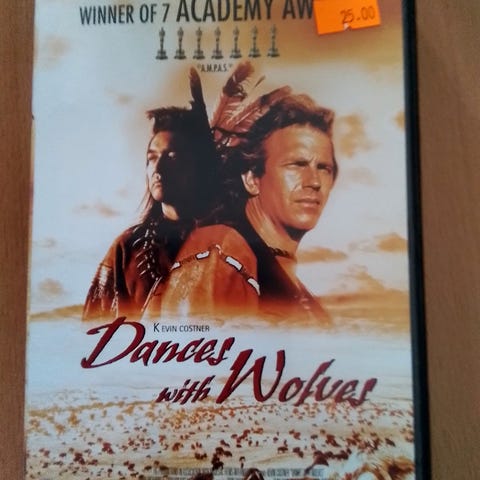 WINNER OF 7 ACADEMY AW
25.00
"A.M.P.A.S."®
KEVIN COSTNER
Dances
with Wolves